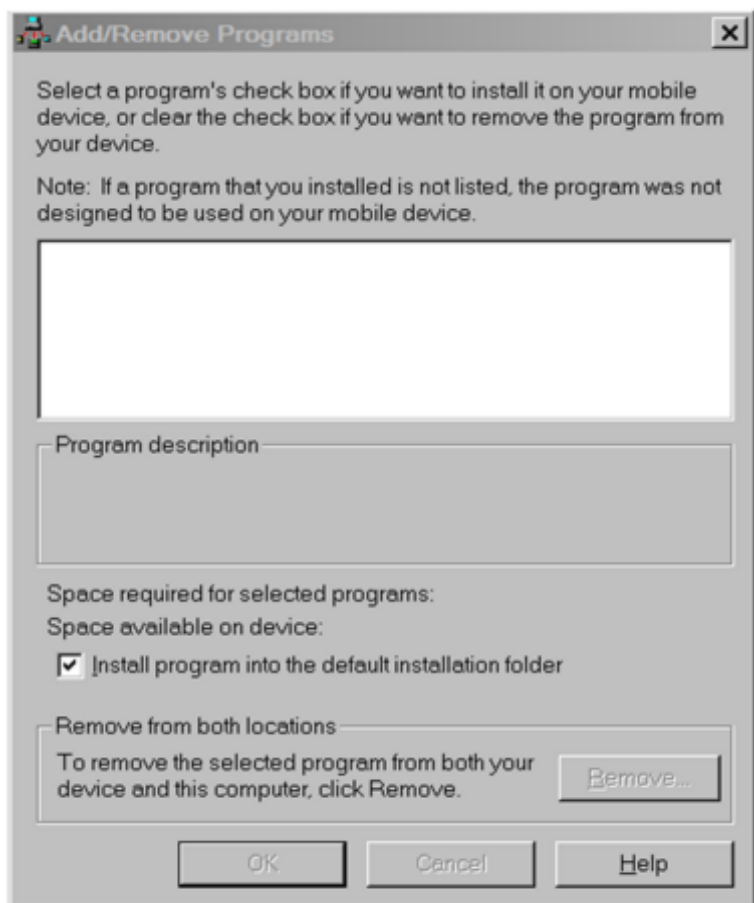 Add/Remove Programs
Select a program's check box if you want to install it on your mobile
device, or clear the check box if you want to remove the program from
your device.
Note: If a program that you installed is not listed, the program was not
designed to be used on your mobile device.
Program description
Space required for selected programs:
Space available on device:
Install program into the default installation folder
Remove from both locations
To remove the selected program from both your
device and this computer, click Remove.
Remove...
OK
Cancel
Help